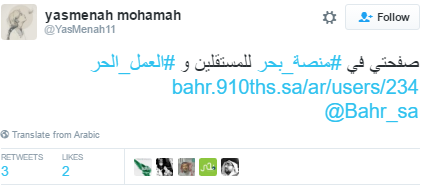 yasmenah mohamah
@YasMenah11
Follow
صفحتي في #منصة_بحر للمستقلين و #العمل_الحر
bahr.910ths.sa/ar/users/234
@Bahr_sa
Translate from Arabic
RETWEETS LIKES
3 2